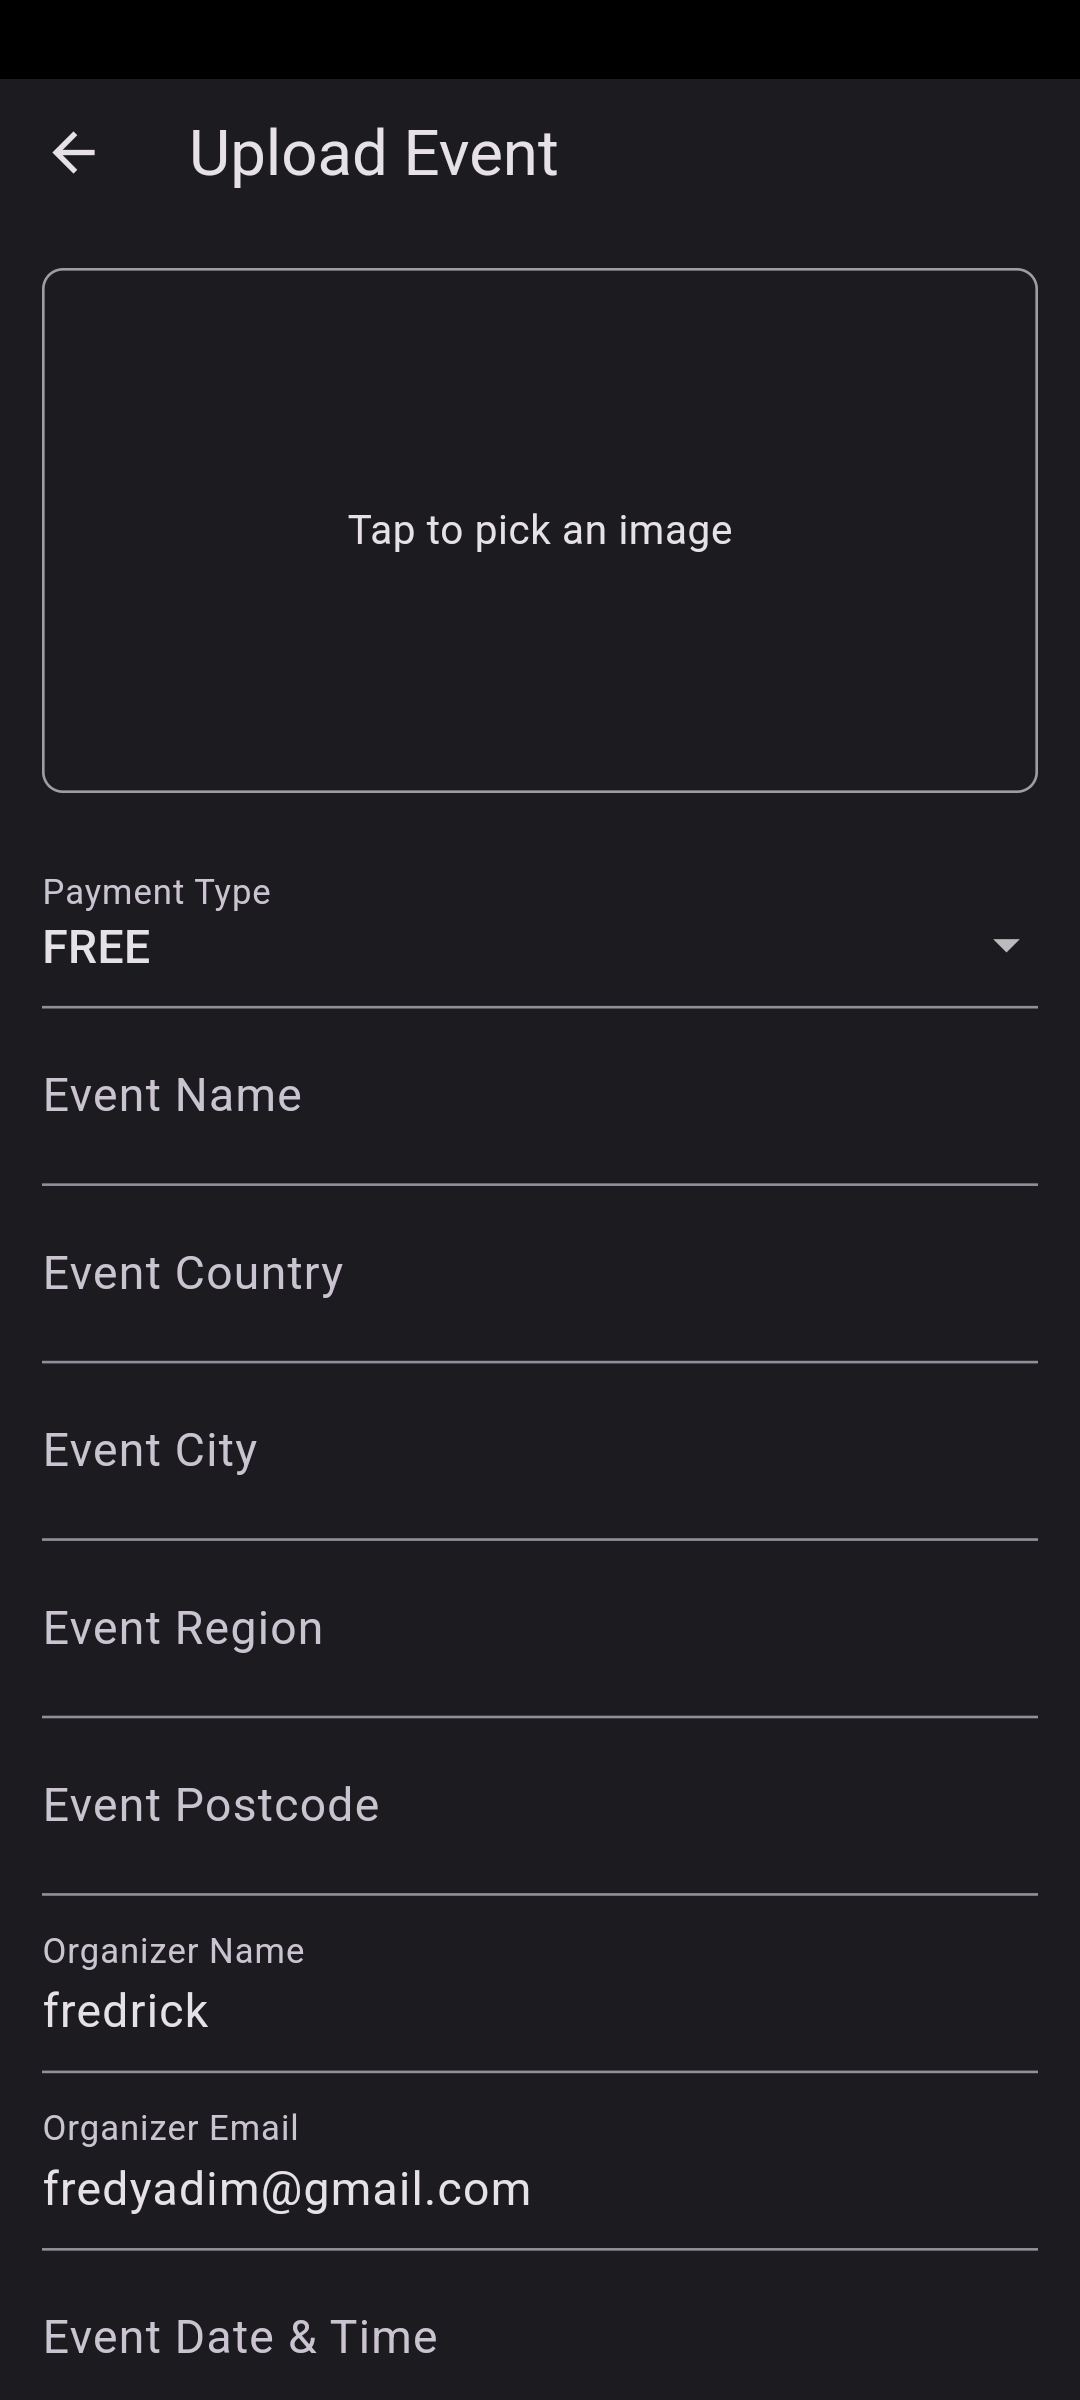 Upload Event
Tap to pick an image
Payment Type
FREE
Event Name
Event Country
Event City
Event Region
Event Postcode
Organizer Name
fredrick
Organizer Email
fredyadim@gmail.com
Event Date & Time